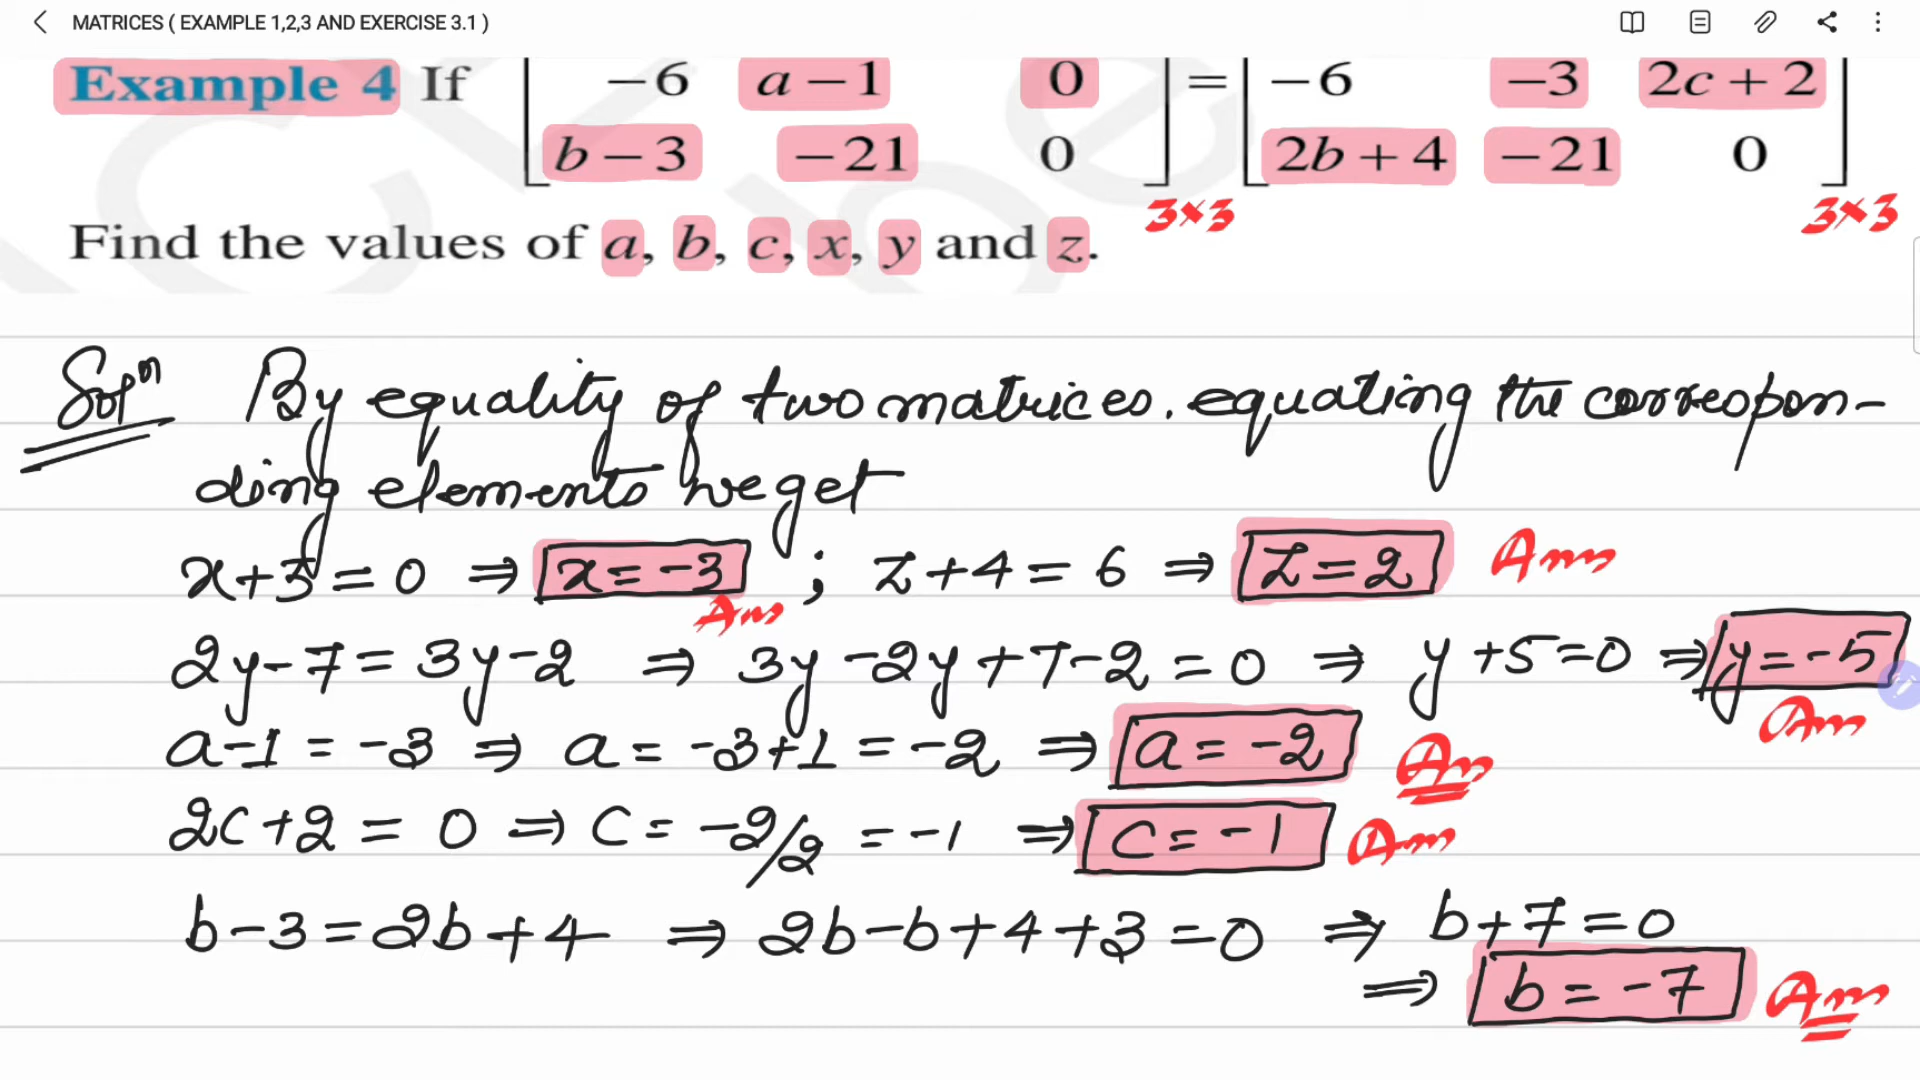 MATRICES ( EXAMPLE 1,2,3 AND EXERCISE 3.1 )
Example 4 If [ −6 a − 1 0 ] = [ −6 −3 2c + 2 ]
b − 3 −21 0 2b + 4 −21 0
3×3 3×3
Find the values of a, b, c, x, y and z.
Solⁿ By equality of two matrices. equating the correspon-
ding elements we get
x+3 = 0 ⇒ x = -3 ; z+4 = 6 ⇒ z = 2 Ans
Ans
2y-7 = 3y-2 ⇒ 3y-2y+7-2 = 0 ⇒ y+5=0 ⇒ y = -5
Ans
a-1 = -3 ⇒ a = -3+1 = -2 ⇒ a = -2 Ans
2c+2 = 0 ⇒ c = -2/2 = -1 ⇒ c = -1 Ans
b-3 = 2b+4 ⇒ 2b-b+4+3 = 0 ⇒ b+7 = 0
⇒ b = -7 Ans